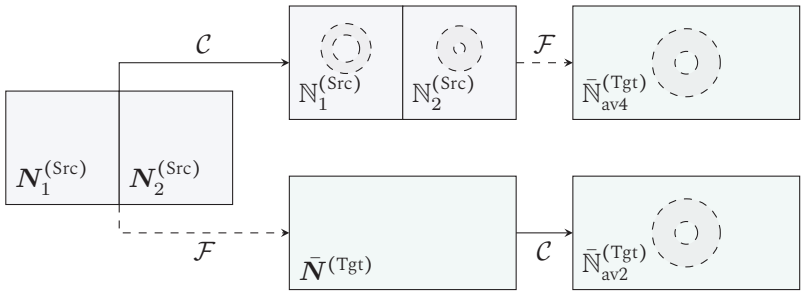 𝒞
ℕ₁^(Src) ℕ₂^(Src)
ℱ
ℕ̄_av4^(Tgt)
𝑵₁^(Src) 𝑵₂^(Src)
ℱ
𝑵̄^(Tgt)
𝒞
ℕ̄_av2^(Tgt)